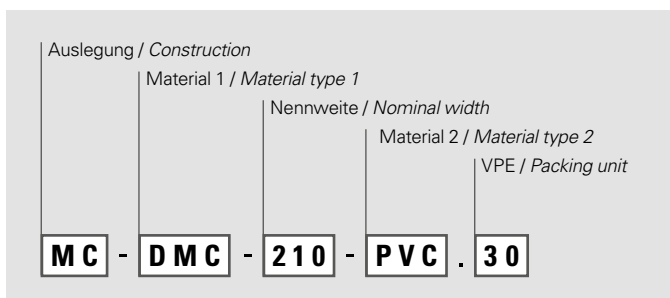 Auslegung / Construction
Material 1 / Material type 1
Nennweite / Nominal width
Material 2 / Material type 2
VPE / Packing unit
MC - DMC - 210 - PVC . 30